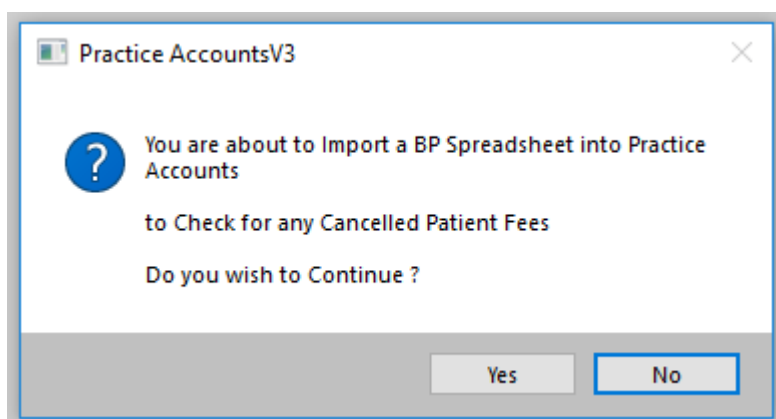 Practice AccountsV3
You are about to Import a BP Spreadsheet into Practice
Accounts
to Check for any Cancelled Patient Fees
Do you wish to Continue ?
Yes
No